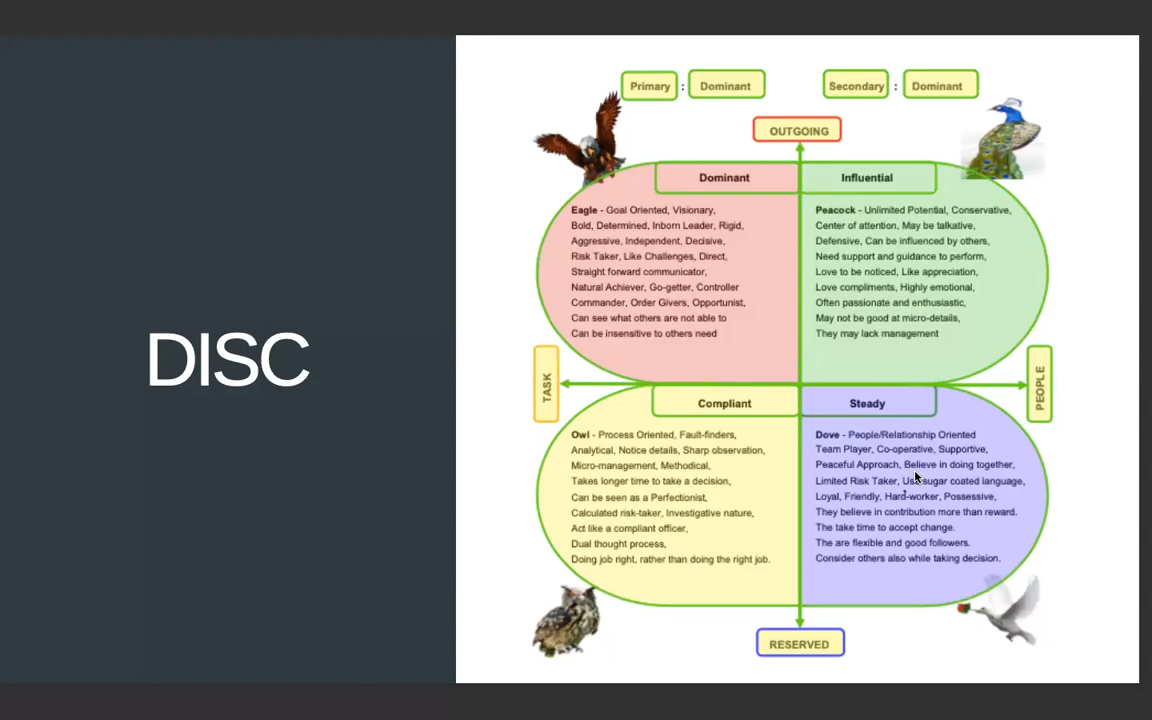 DISC
Primary : Dominant
Secondary : Dominant
OUTGOING
Dominant
Eagle - Goal Oriented, Visionary,
Bold, Determined, Inborn Leader, Rigid,
Aggressive, Independent, Decisive,
Risk Taker, Like Challenges, Direct,
Straight forward communicator,
Natural Achiever, Go-getter, Controller
Commander, Order Givers, Opportunist,
Can see what others are not able to
Can be insensitive to others need
Influential
Peacock - Unlimited Potential, Conservative,
Center of attention, May be talkative,
Defensive, Can be influenced by others,
Need support and guidance to perform,
Love to be noticed, Like appreciation,
Love compliments, Highly emotional,
Often passionate and enthusiastic,
May not be good at micro-details,
They may lack management
TASK
PEOPLE
Compliant
Owl - Process Oriented, Fault-finders,
Analytical, Notice details, Sharp observation,
Micro-management, Methodical,
Takes longer time to take a decision,
Can be seen as a Perfectionist,
Calculated risk-taker, Investigative nature,
Act like a compliant officer,
Dual thought process,
Doing job right, rather than doing the right job.
Steady
Dove - People/Relationship Oriented
Team Player, Co-operative, Supportive,
Peaceful Approach, Believe in doing together,
Limited Risk Taker, Use sugar coated language,
Loyal, Friendly, Hard-worker, Possessive,
They believe in contribution more than reward.
The take time to accept change.
The are flexible and good followers.
Consider others also while taking decision.
RESERVED